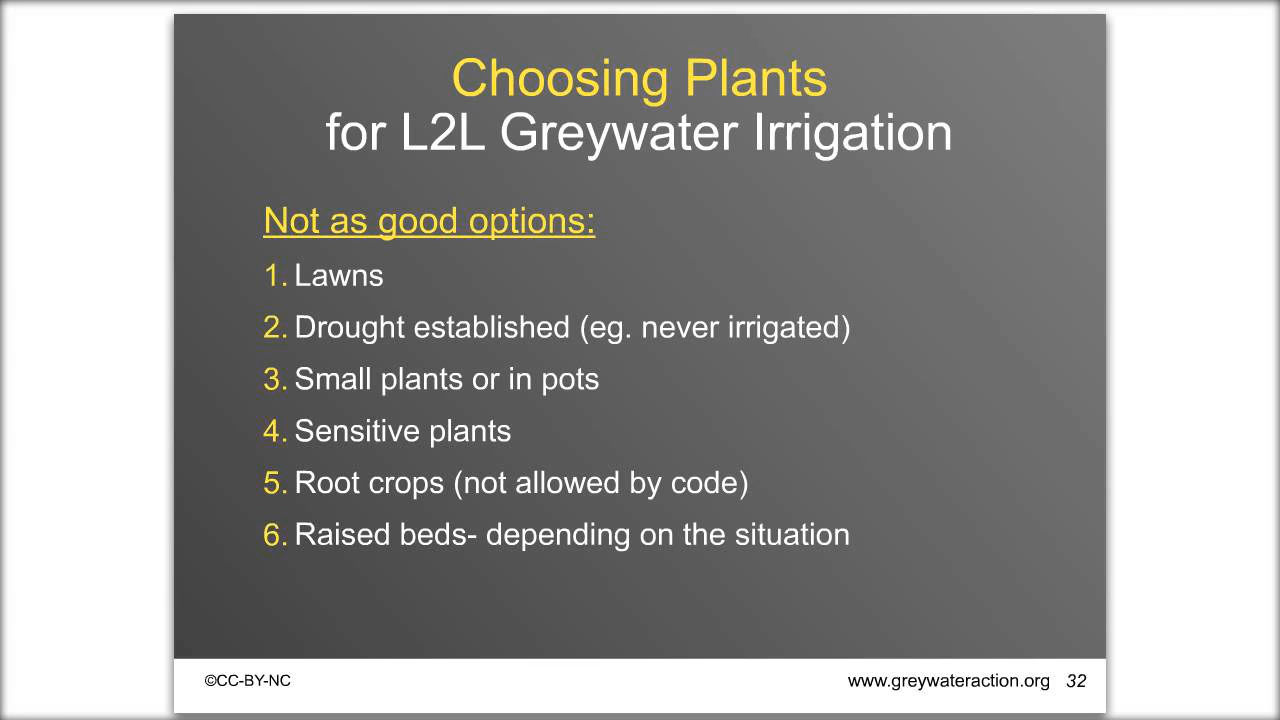 Choosing Plants
for L2L Greywater Irrigation
Not as good options:
1. Lawns
2. Drought established (eg. never irrigated)
3. Small plants or in pots
4. Sensitive plants
5. Root crops (not allowed by code)
6. Raised beds- depending on the situation
©CC-BY-NC
www.greywateraction.org 32